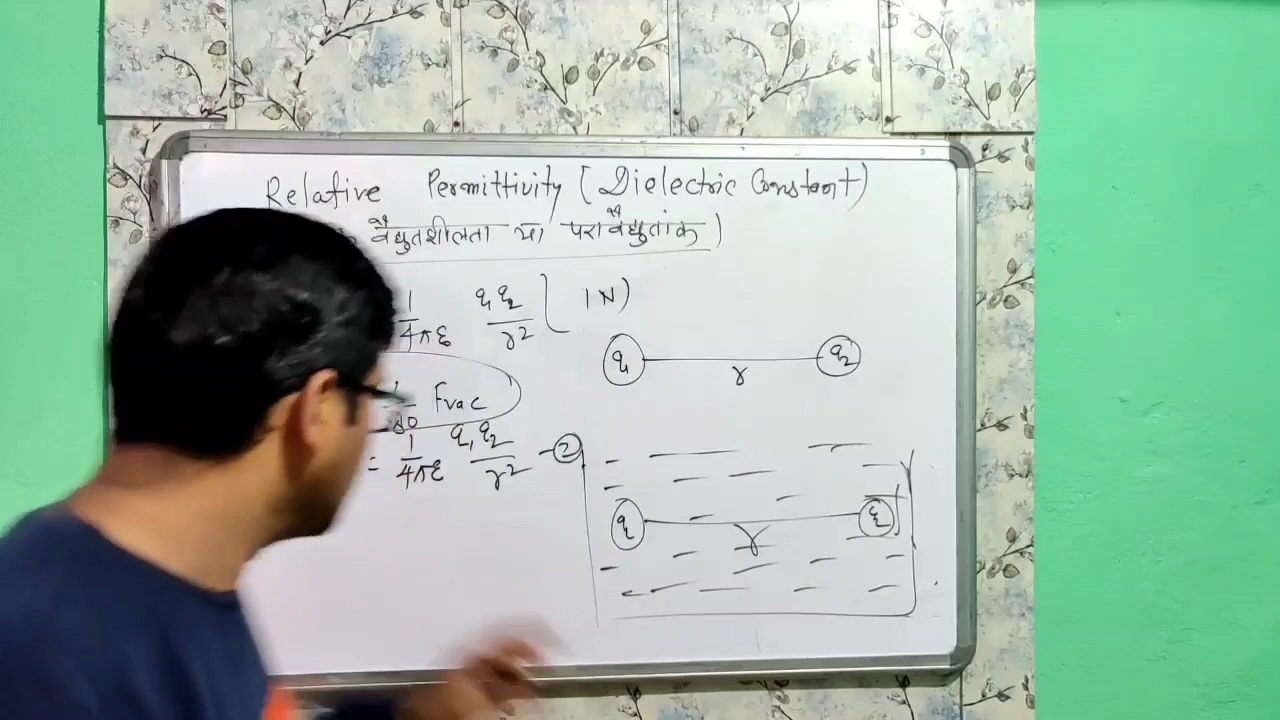 Relative Permittivity (Dielectric Constant)
वैद्युतशीलता या परावैद्युतांक)
1/4πε q₁q₂/r² 1N)
q₁ r q₂
Fvac
= 1/4πε q₁q₂/r² - 2
q₁ r q₂